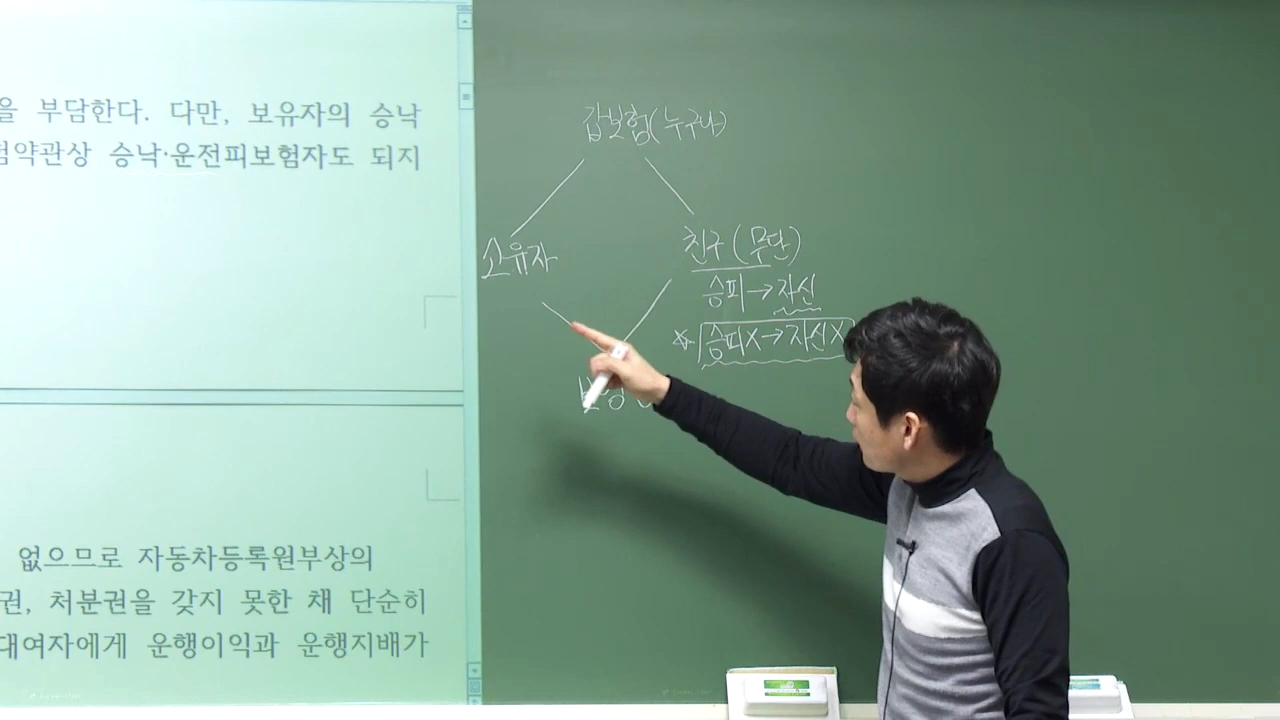 을 부담한다. 다만, 보유자의 승낙
험약관상 승낙·운전피보험자도 되지
없으므로 자동차등록원부상의
권, 처분권을 갖지 못한 채 단순히
대여자에게 운행이익과 운행지배가
갑보험(누구나)
소유자
친구(무단)
승피→자신
☆ 승피X→자신X